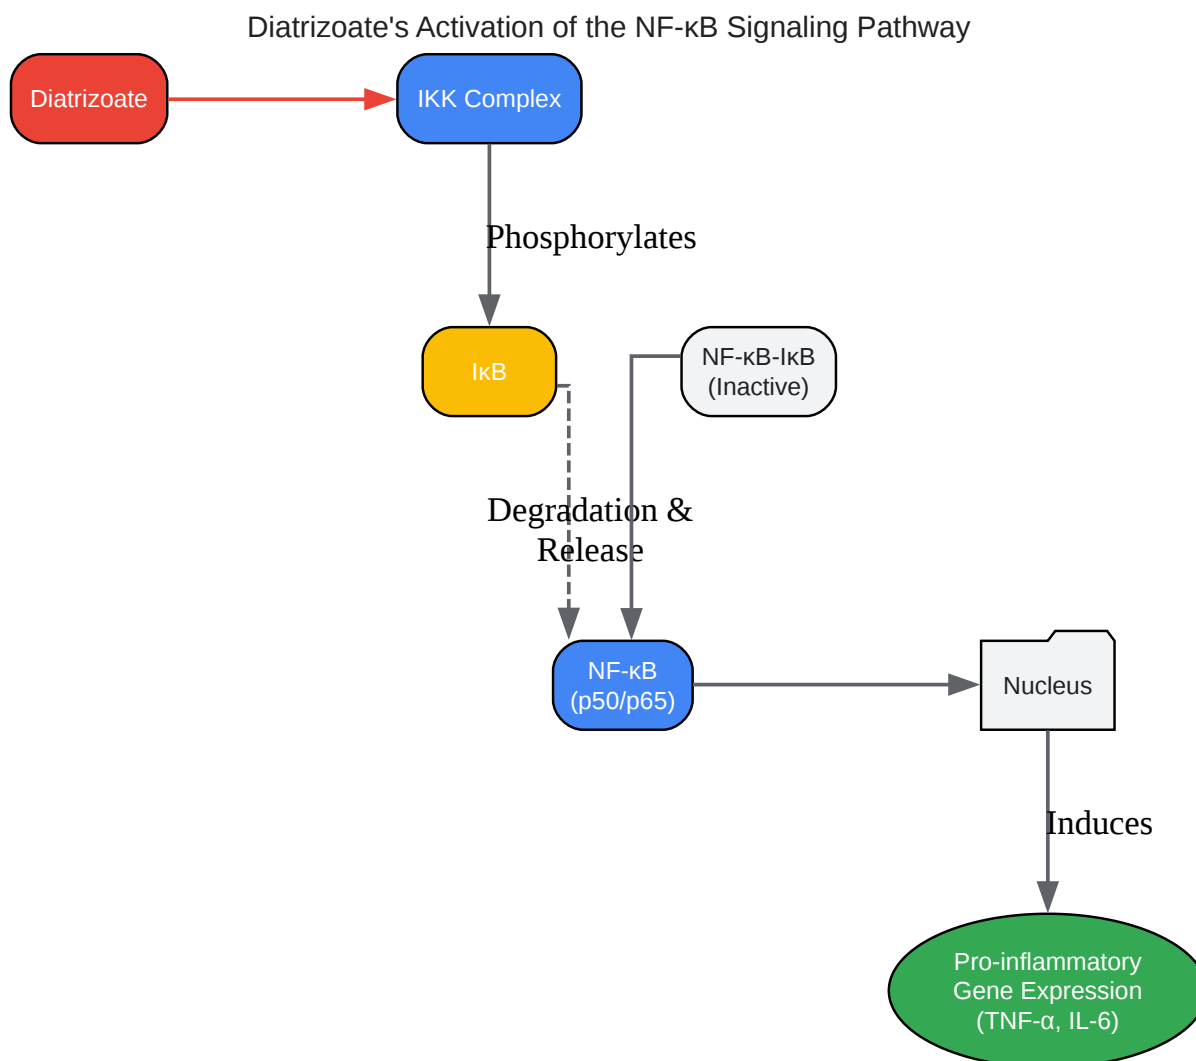 Diatrizoate's Activation of the NF-κB Signaling Pathway
Diatrizoate
IKK Complex
Phosphorylates
IκB
NF-κB-IκB
(Inactive)
Degradation &
Release
NF-κB
(p50/p65)
Nucleus
Induces
Pro-inflammatory
Gene Expression
(TNF-α, IL-6)